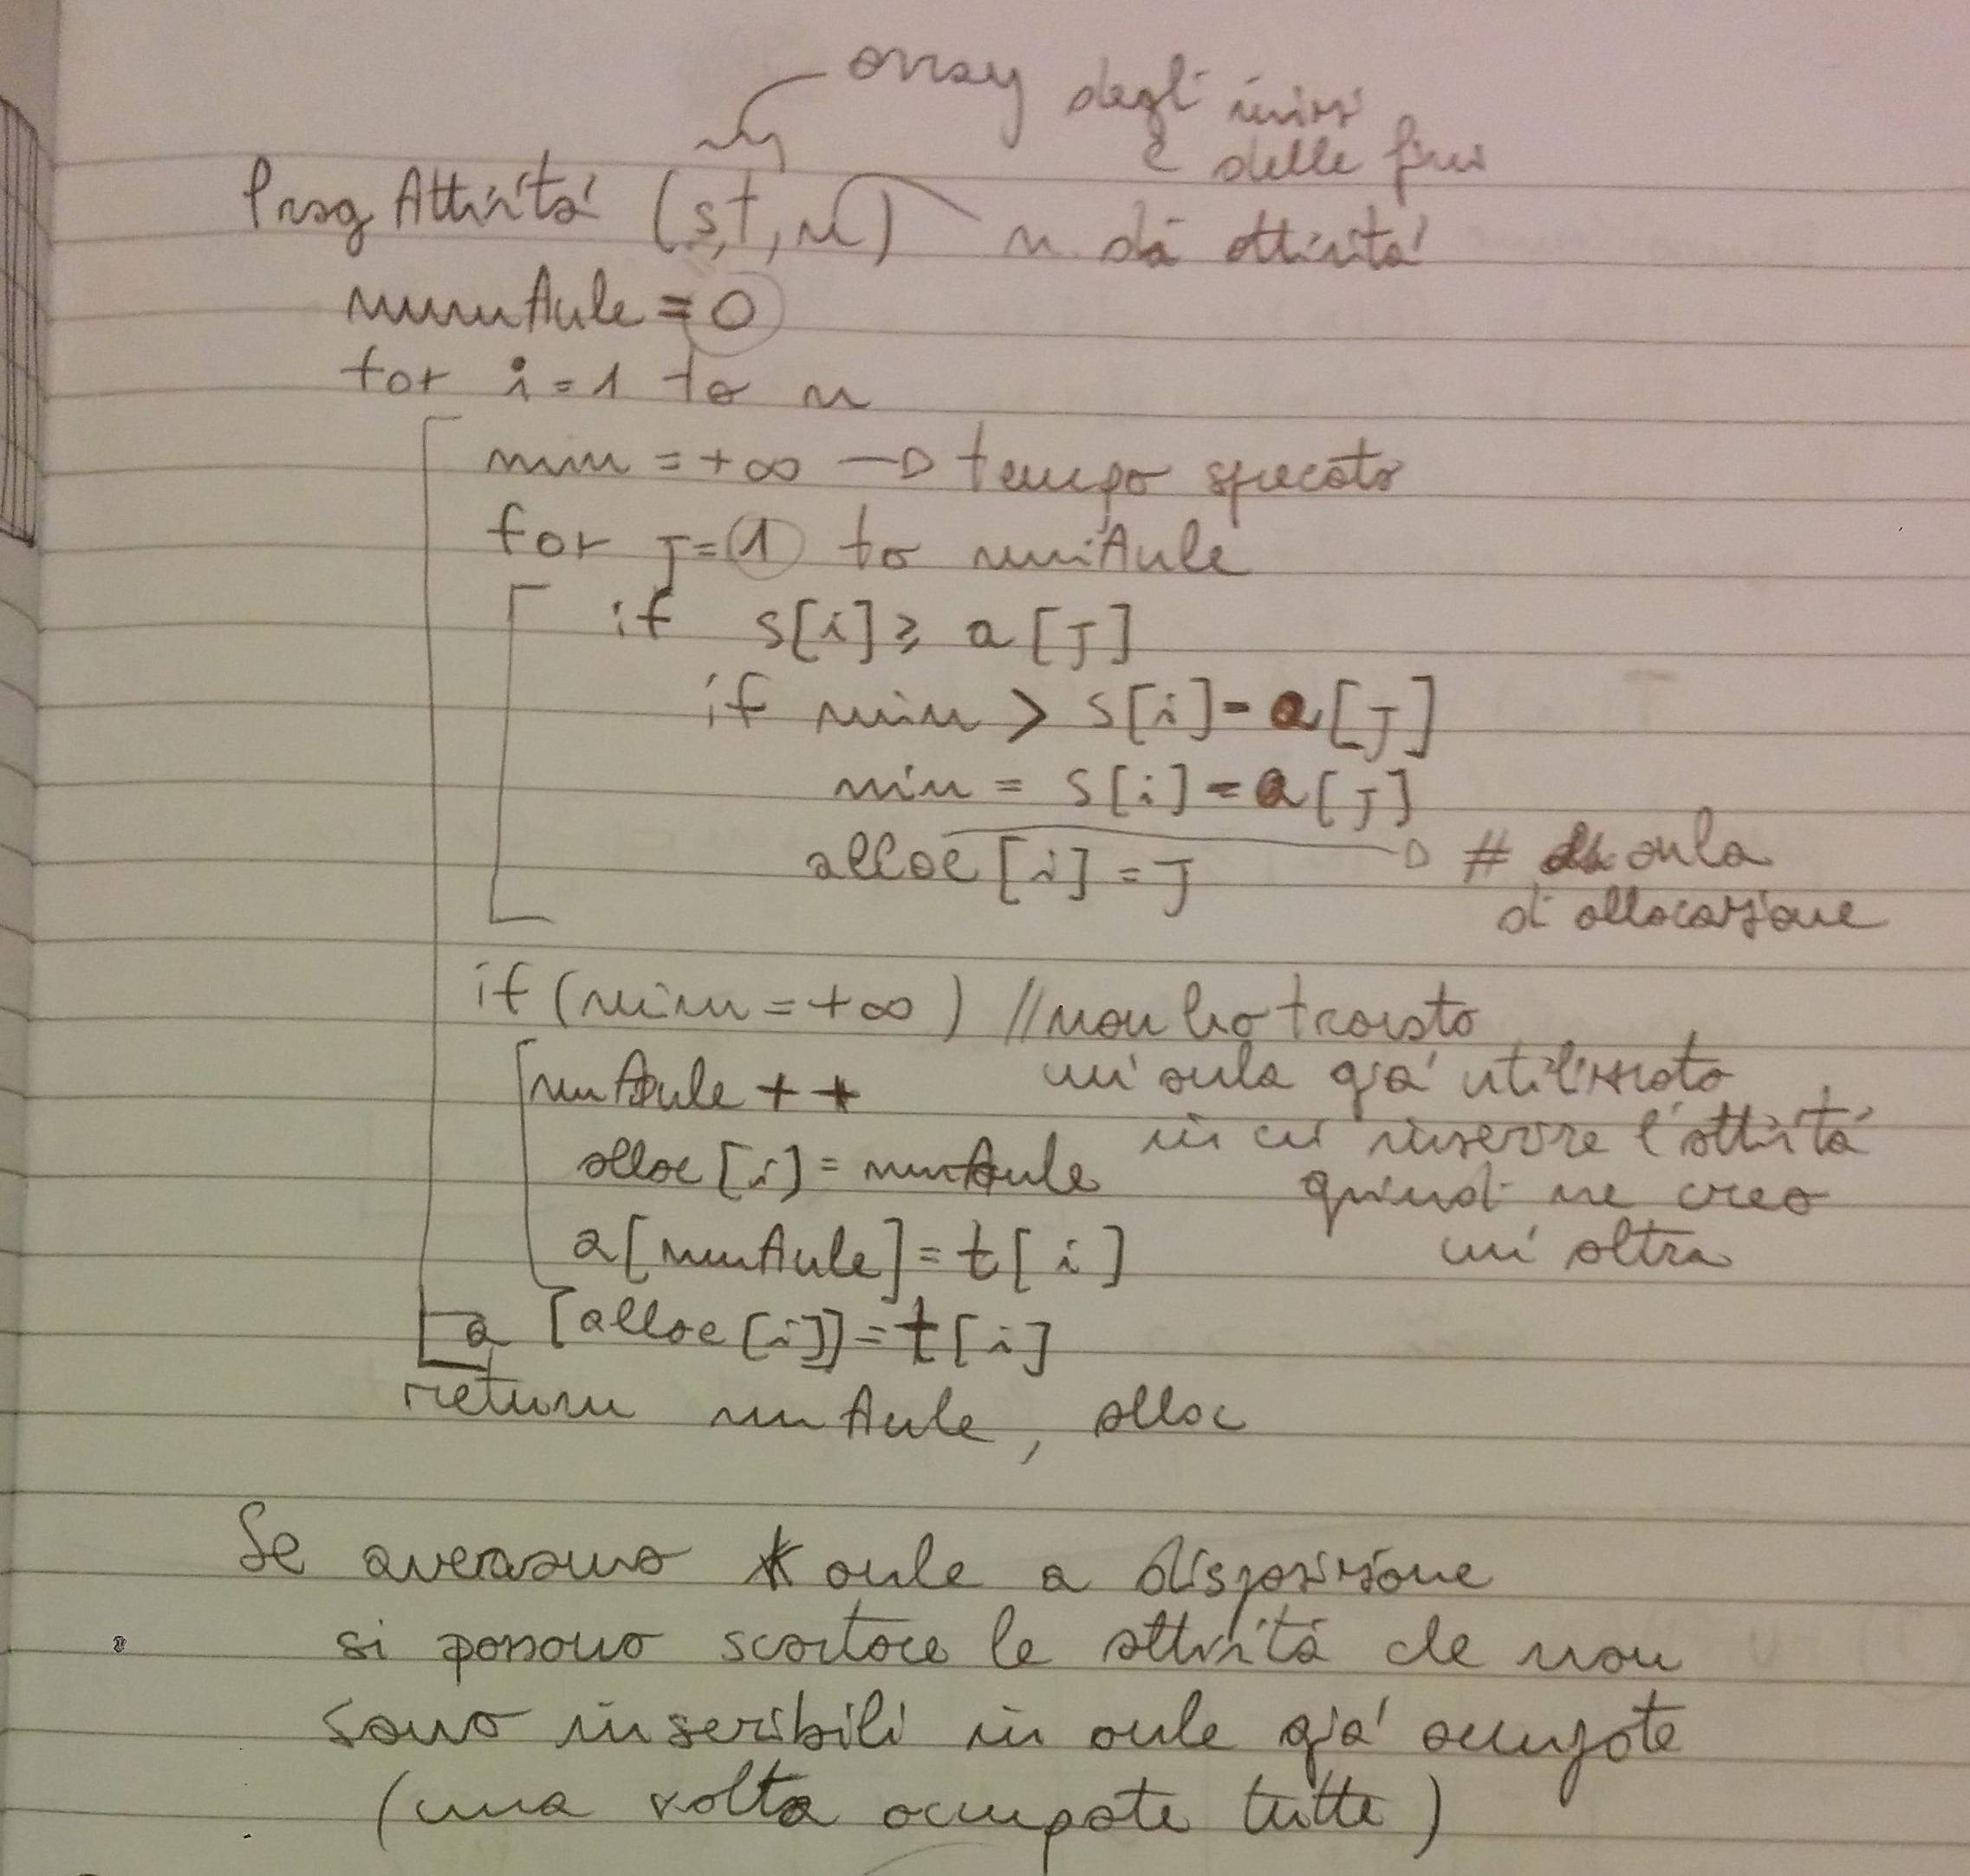 array degli inizi
e delle fini
Prog Attività (s,t,n) n. di attività
numAule = 0
for i = 1 to n
min = +∞ → tempo sprecato
for J = 1 to numAule
if s[i] ≥ a[J]
if min > s[i] - a[J]
min = s[i] - a[J]
alloc[i] = J → # aula
di allocazione
if (min = +∞) // non ho trovato
numAule ++ un'aula già utilizzata
in cui inserire l'attività
alloc[i] = numAule quindi ne creo
a[numAule] = t[i] un'altra
a [alloc[i]] = t[i]
return numAule, alloc
Se avessimo k aule a disposizione
si possono scartare le attività che non
sono inseribili in aule già occupate
(una volta occupate tutte)